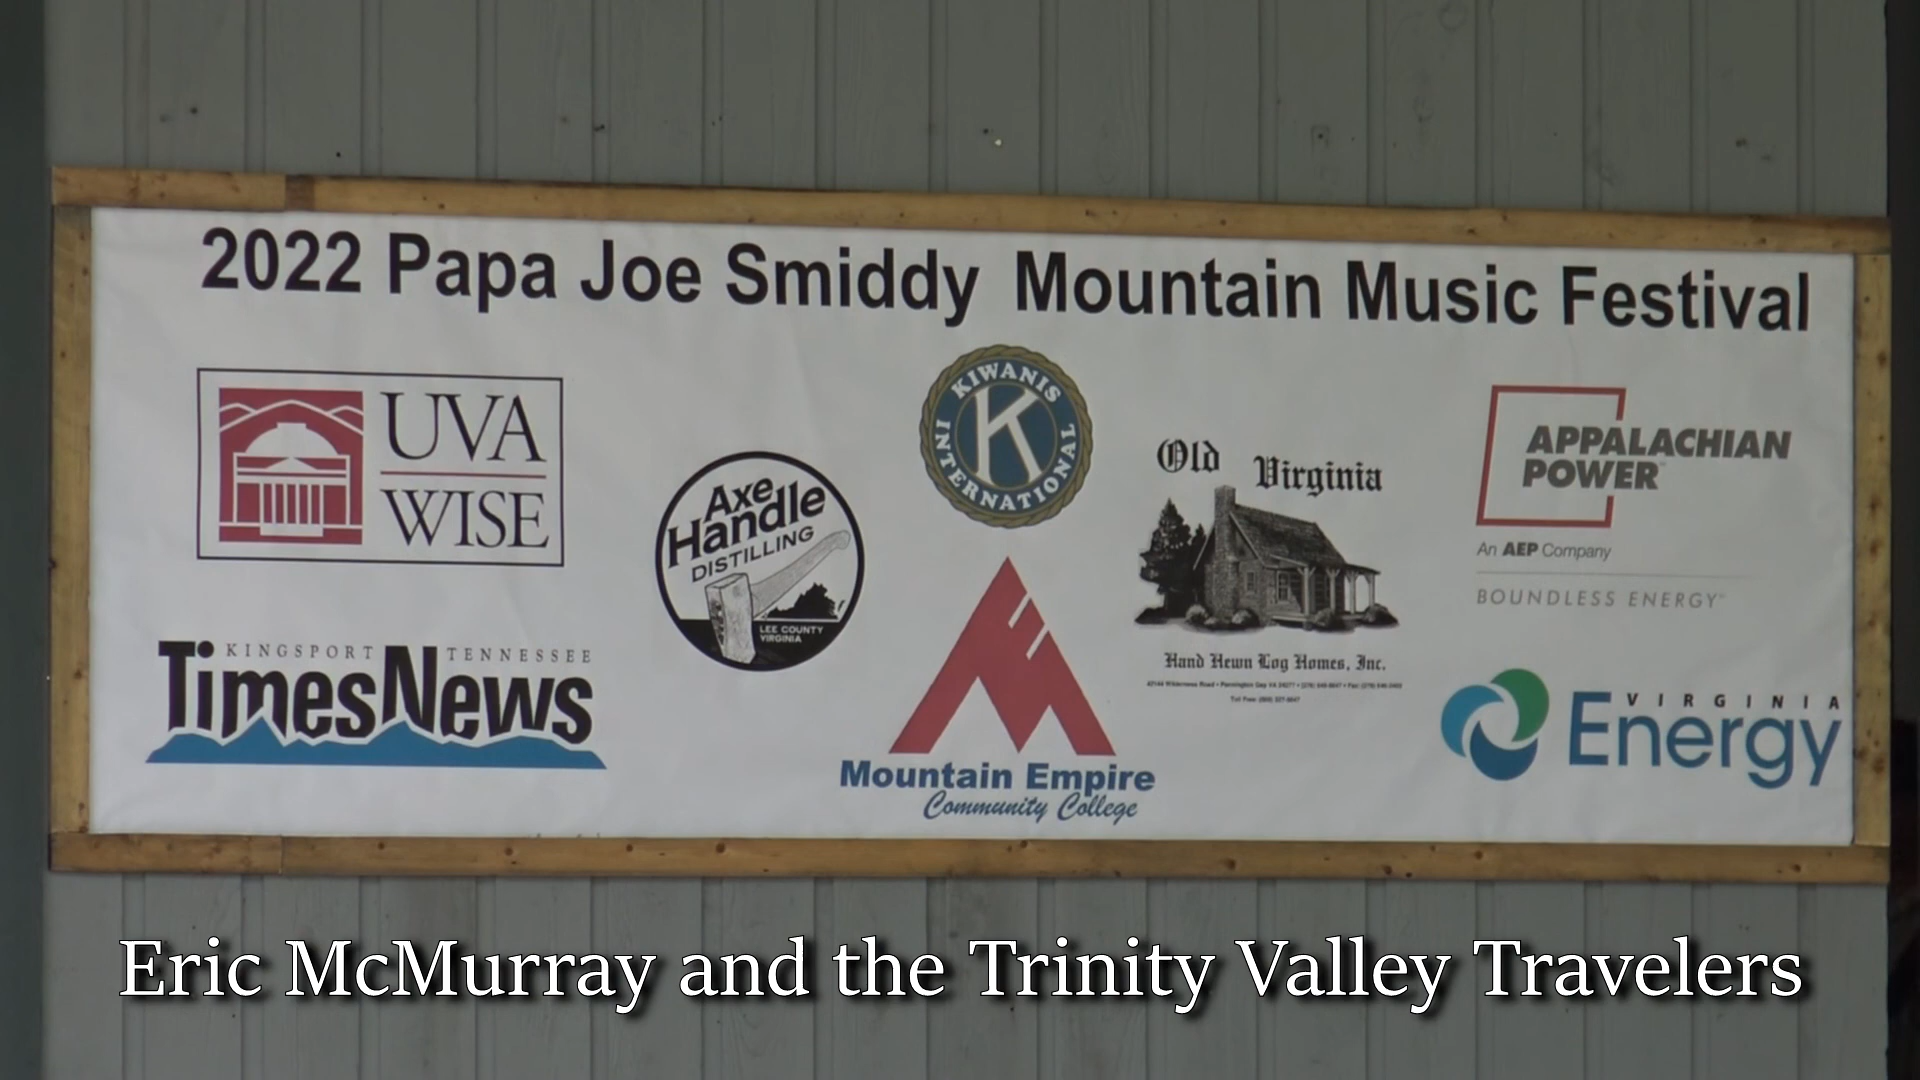 2022 Papa Joe Smiddy Mountain Music Festival
UVA
WISE
KINGSPORT TENNESSEE
TimesNews
Axe
Handle
DISTILLING
LEE COUNTY
VIRGINIA
KIWANIS
K
INTERNATIONAL
Mountain Empire
Community College
Old Virginia
Hand Hewn Log Homes, Inc.
APPALACHIAN
POWER
An AEP Company
BOUNDLESS ENERGY
VIRGINIA
Energy
Eric McMurray and the Trinity Valley Travelers